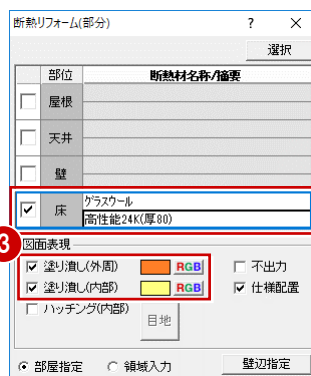 断熱リフォーム(部分) ? ×
選択
部位 断熱材名称/摘要
屋根
天井
壁
床 グラスウール
高性能24K(厚80)
3
図面表現
塗り潰し(外周) RGB 不出力
塗り潰し(内部) RGB 仕様配置
ハッチング(内部) 目地
部屋指定 領域入力 壁辺指定